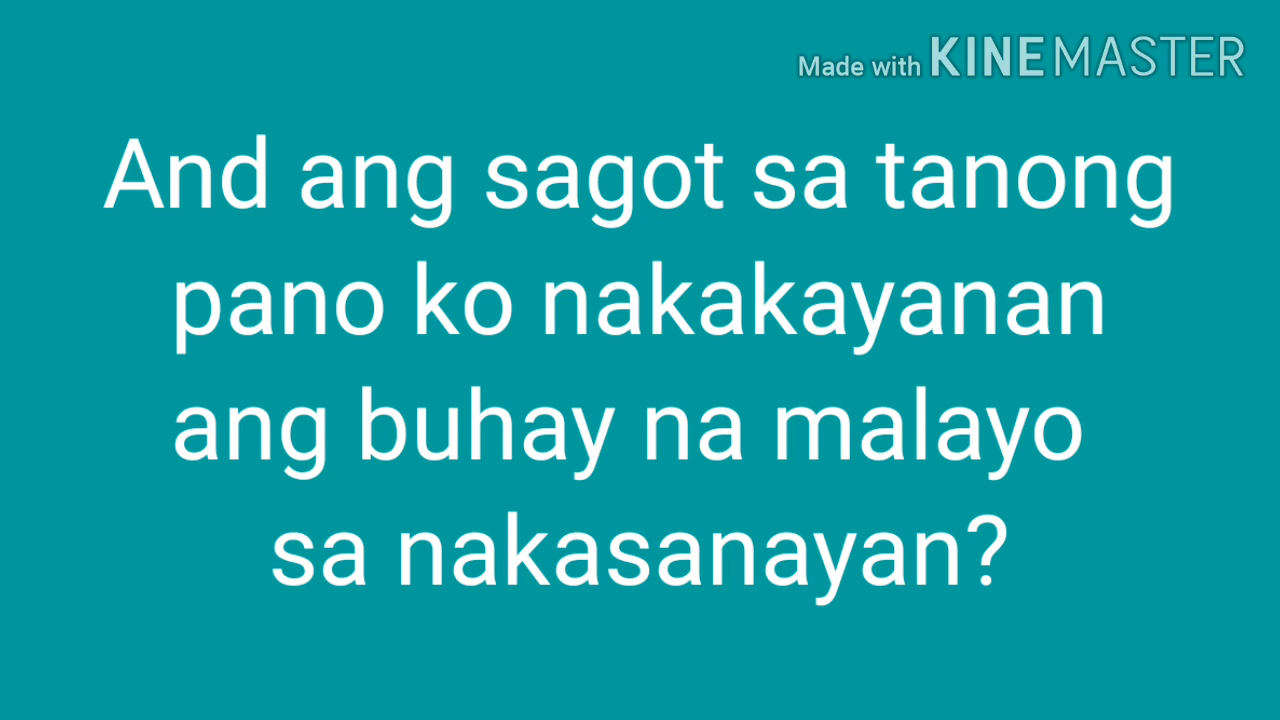 Made with KINEMASTER
And ang sagot sa tanong
pano ko nakakayanan
ang buhay na malayo
sa nakasanayan?